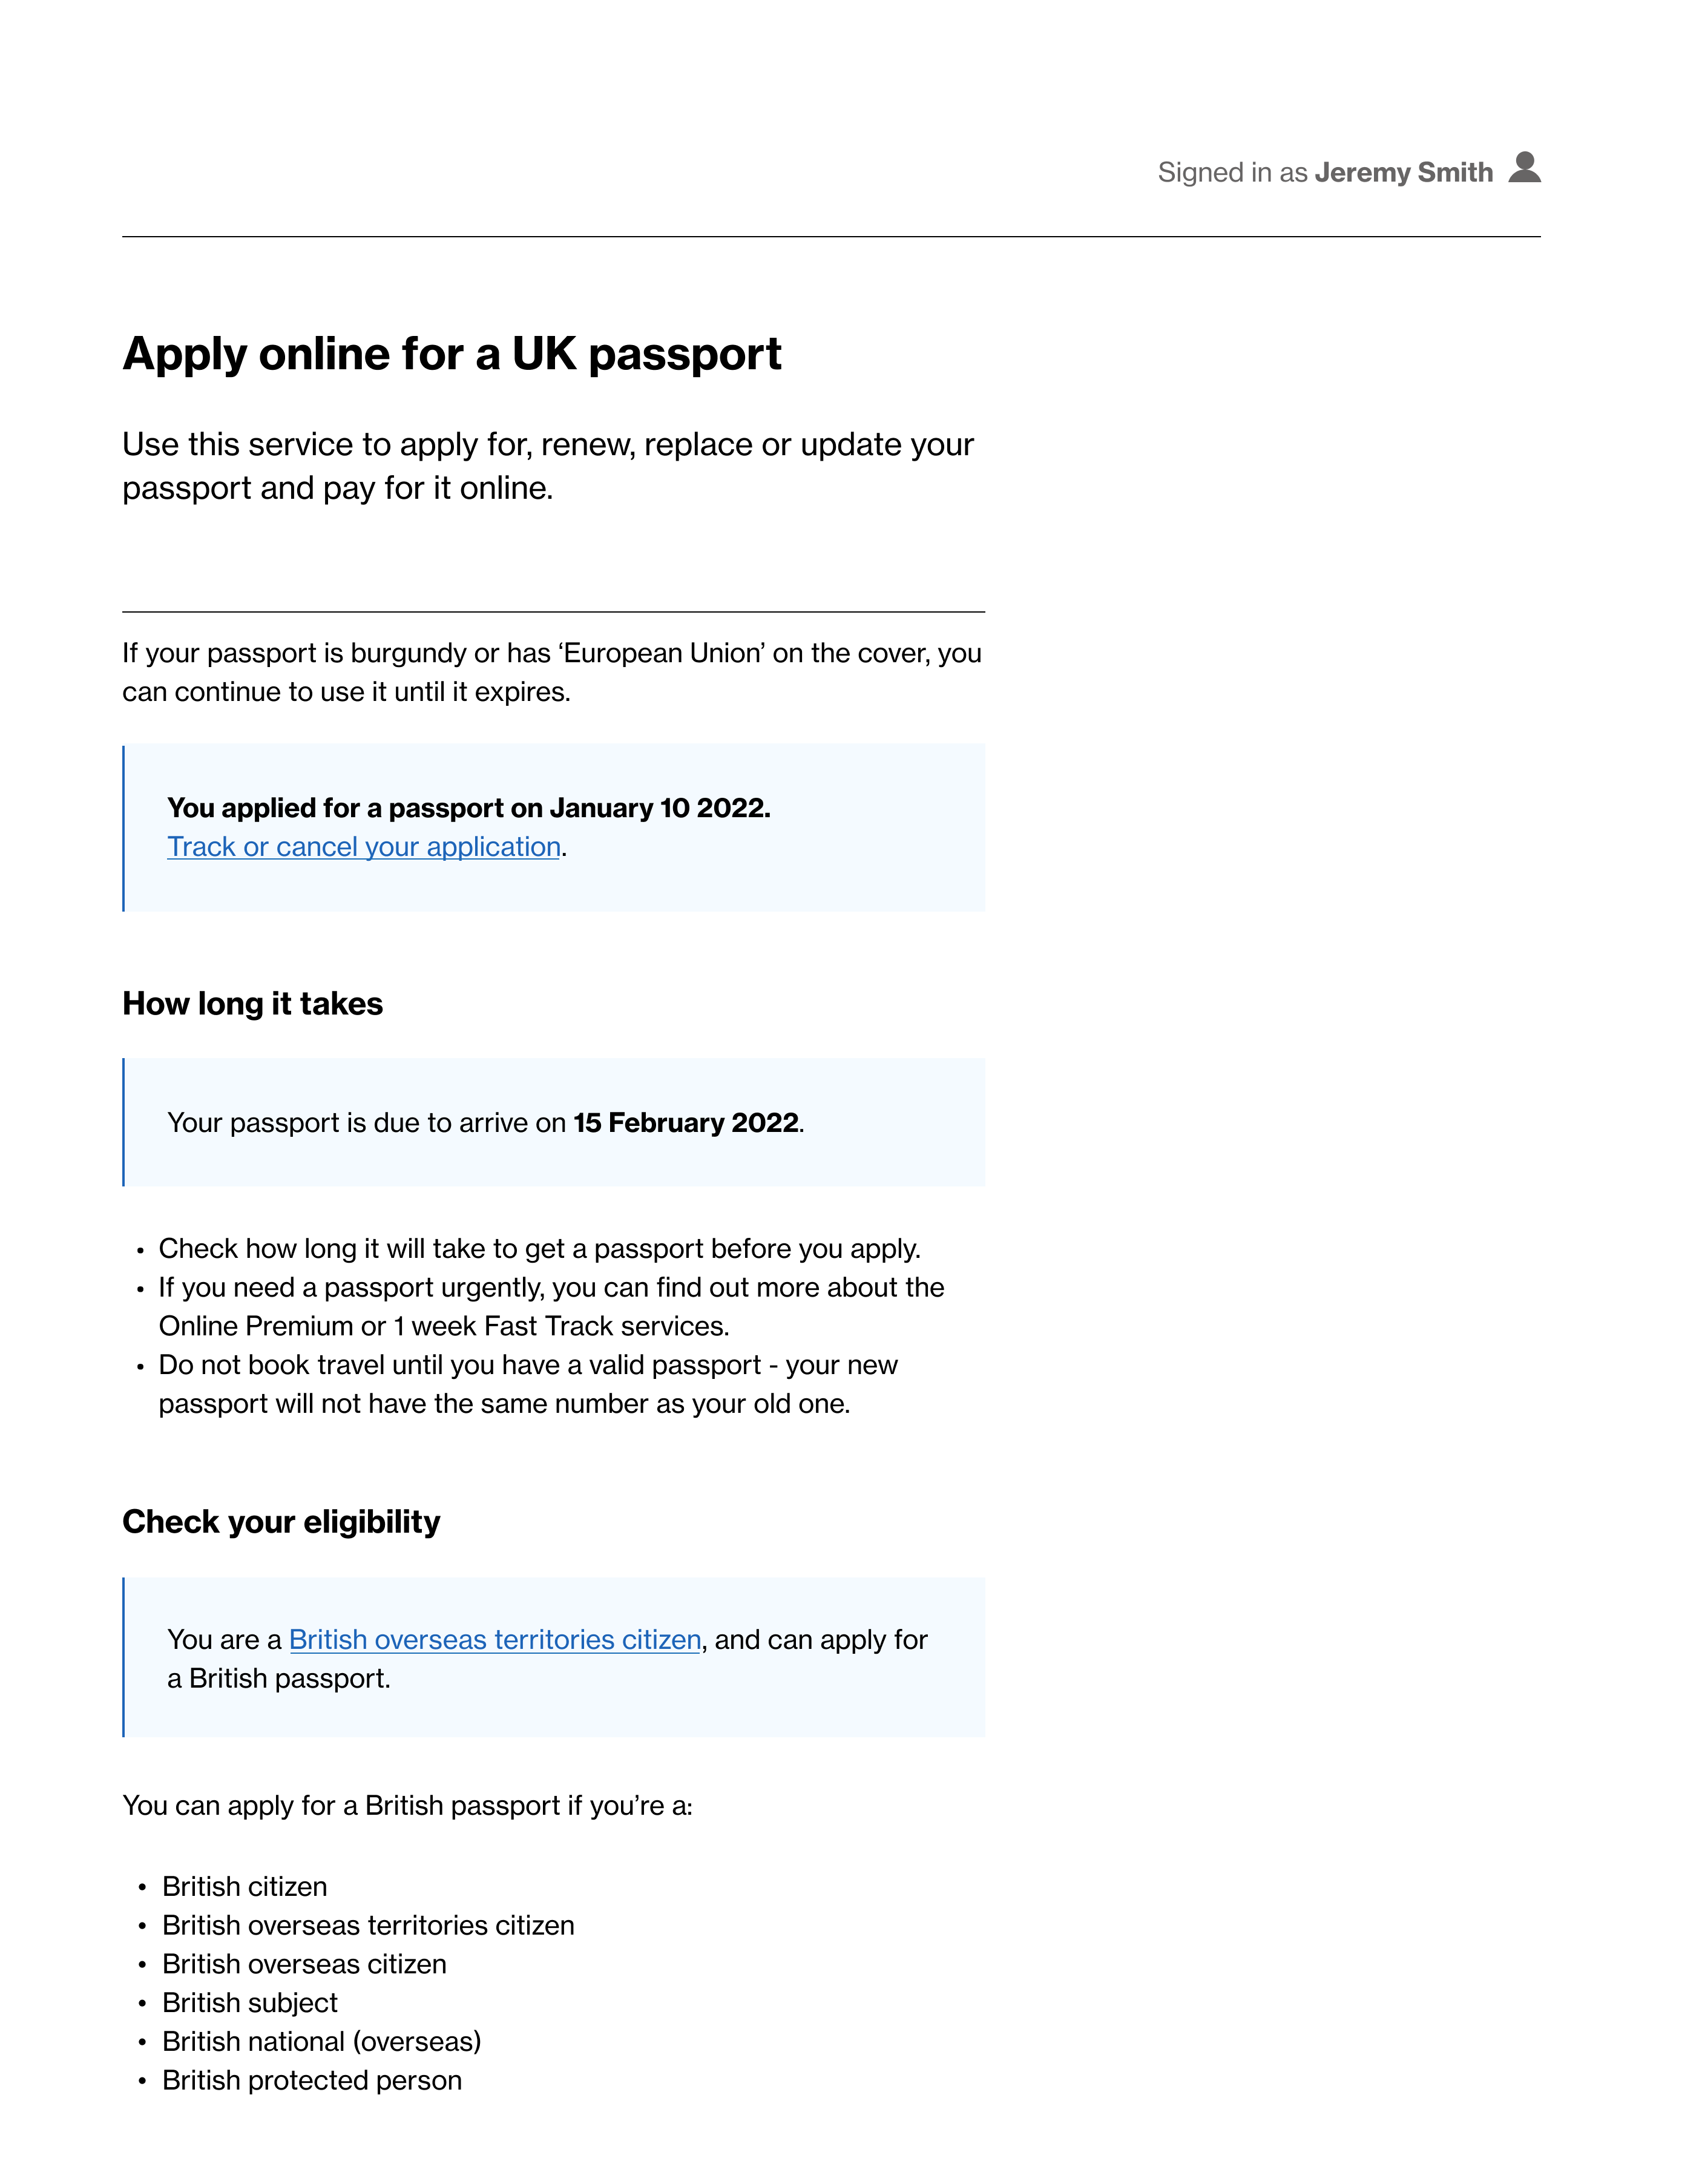 Signed in as Jeremy Smith
Apply online for a UK passport
Use this service to apply for, renew, replace or update your
passport and pay for it online.
If your passport is burgundy or has ‘European Union’ on the cover, you
can continue to use it until it expires.
You applied for a passport on January 10 2022.
Track or cancel your application.
How long it takes
Your passport is due to arrive on 15 February 2022.
• Check how long it will take to get a passport before you apply.
• If you need a passport urgently, you can find out more about the
Online Premium or 1 week Fast Track services.
• Do not book travel until you have a valid passport - your new
passport will not have the same number as your old one.
Check your eligibility
You are a British overseas territories citizen, and can apply for
a British passport.
You can apply for a British passport if you’re a:
• British citizen
• British overseas territories citizen
• British overseas citizen
• British subject
• British national (overseas)
• British protected person